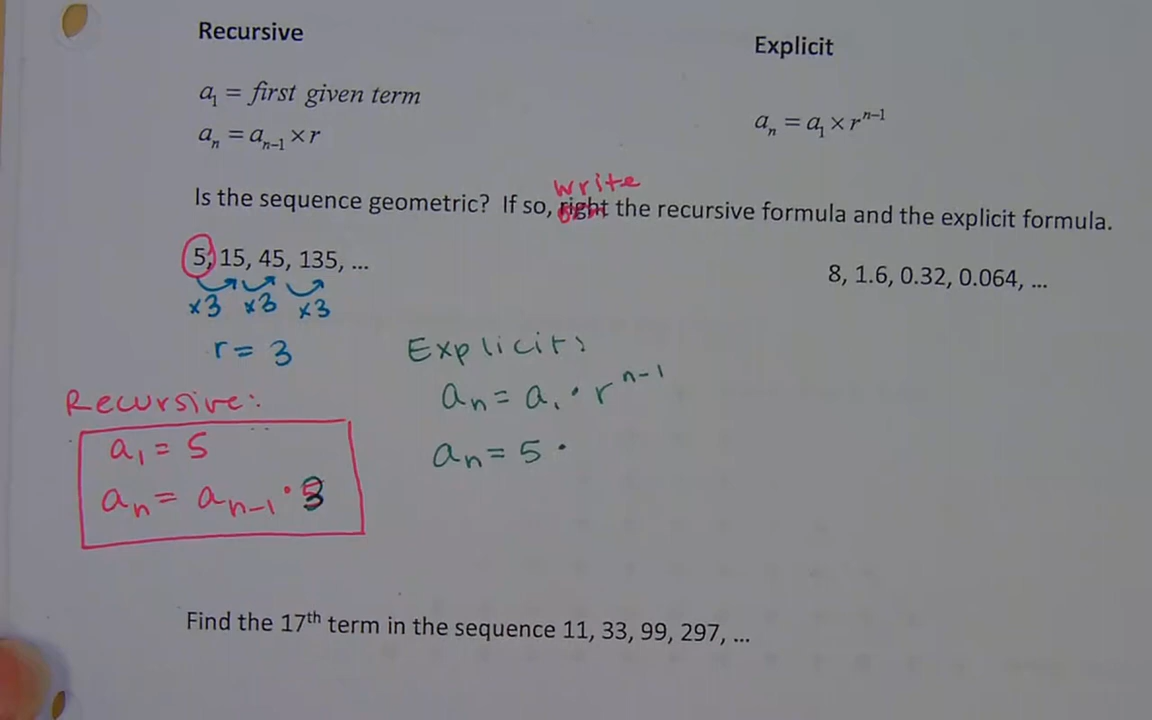 Recursive
Explicit
a₁ = first given term
aₙ = aₙ₋₁ × r
aₙ = a₁ × rⁿ⁻¹
write
Is the sequence geometric? If so, right the recursive formula and the explicit formula.
5, 15, 45, 135, ...
8, 1.6, 0.32, 0.064, ...
×3 ×3 ×3
r = 3
Explicit:
aₙ = a₁ · rⁿ⁻¹
aₙ = 5 ·
Recursive:
a₁ = 5
aₙ = aₙ₋₁ · 3
Find the 17th term in the sequence 11, 33, 99, 297, ...